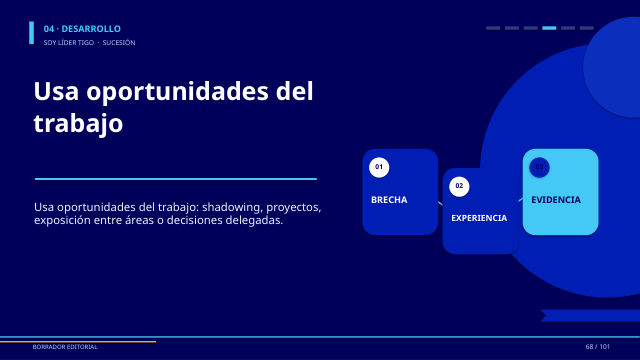 04 · DESARROLLO
SOY LÍDER TIGO · SUCESIÓN
Usa oportunidades del
trabajo
Usa oportunidades del trabajo: shadowing, proyectos,
exposición entre áreas o decisiones delegadas.
01
BRECHA
02
EXPERIENCIA
03
EVIDENCIA
BORRADOR EDITORIAL
68 / 101